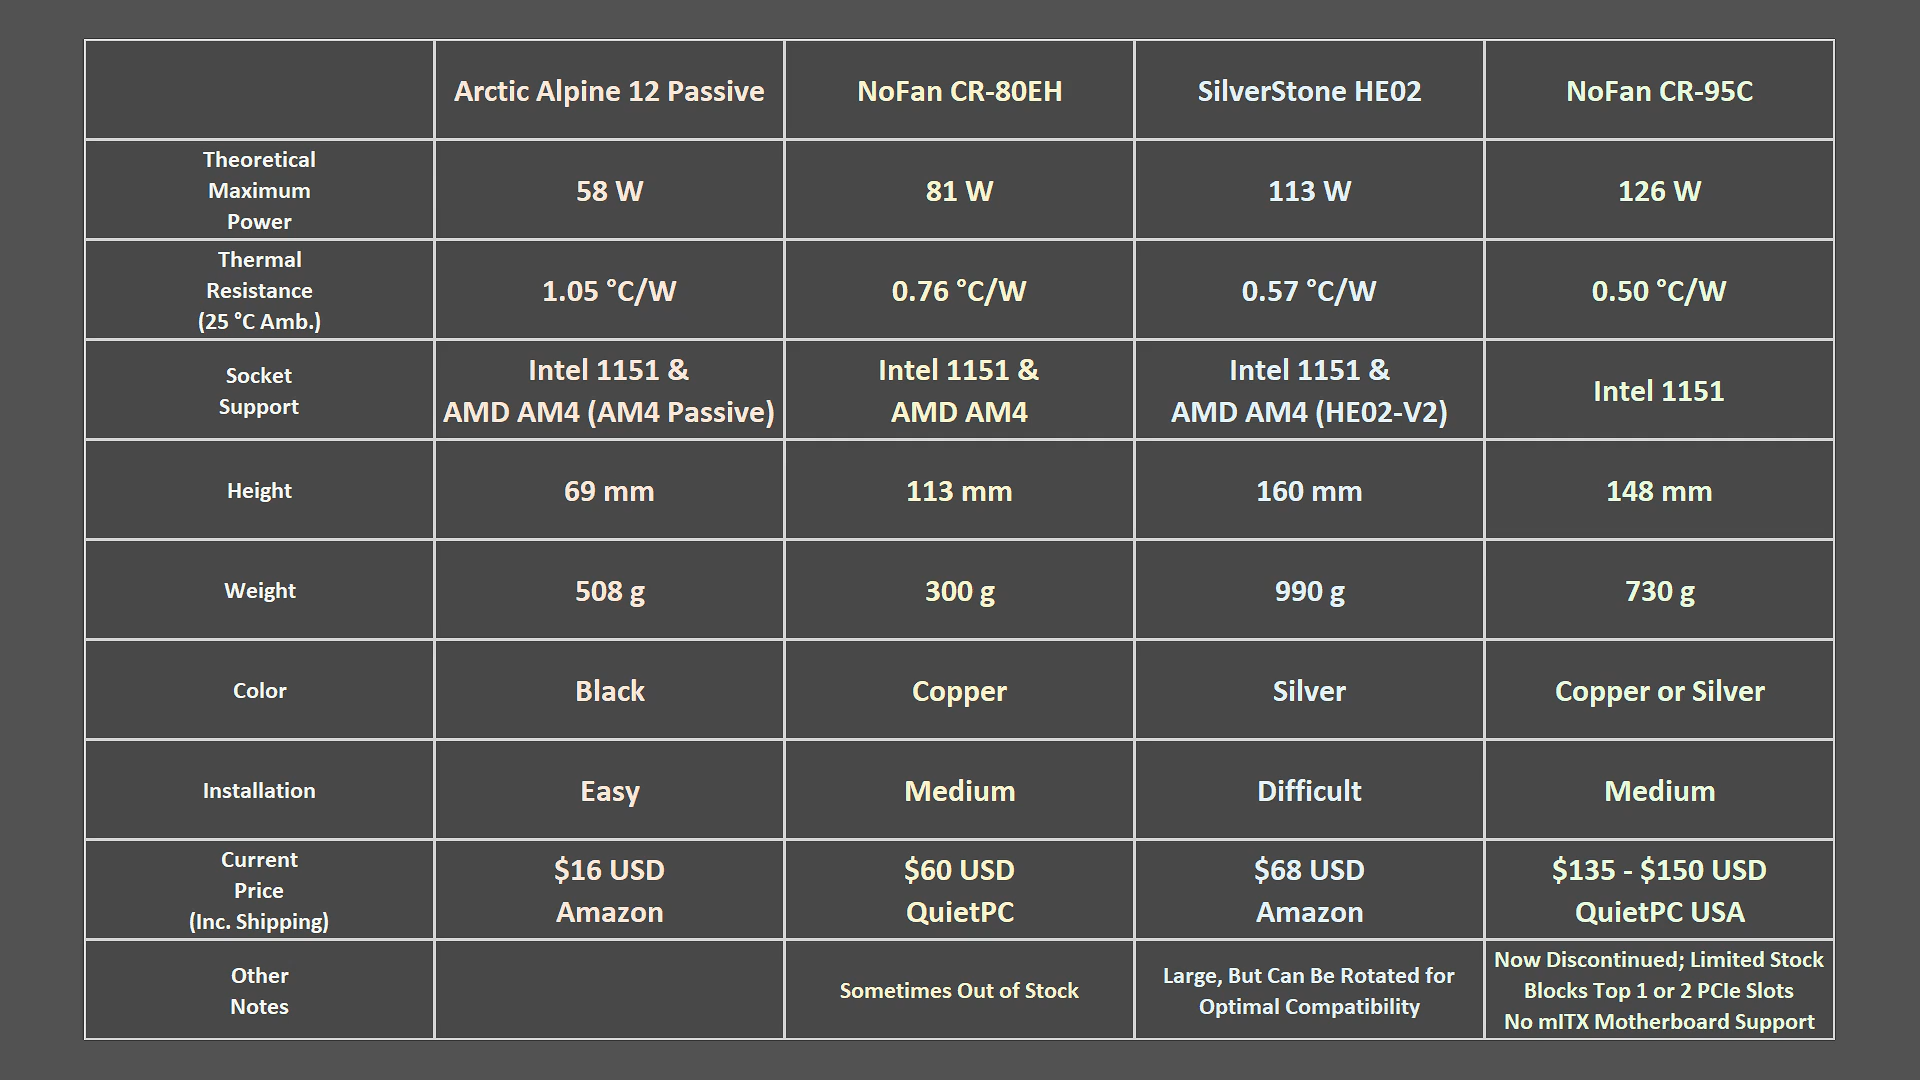 Arctic Alpine 12 Passive
NoFan CR-80EH
SilverStone HE02
NoFan CR-95C
Theoretical
Maximum
Power
58 W
81 W
113 W
126 W
Thermal
Resistance
(25 °C Amb.)
1.05 °C/W
0.76 °C/W
0.57 °C/W
0.50 °C/W
Socket
Support
Intel 1151 &
AMD AM4 (AM4 Passive)
Intel 1151 &
AMD AM4
Intel 1151 &
AMD AM4 (HE02-V2)
Intel 1151
Height
69 mm
113 mm
160 mm
148 mm
Weight
508 g
300 g
990 g
730 g
Color
Black
Copper
Silver
Copper or Silver
Installation
Easy
Medium
Difficult
Medium
Current
Price
(Inc. Shipping)
$16 USD
Amazon
$60 USD
QuietPC
$68 USD
Amazon
$135 - $150 USD
QuietPC USA
Other
Notes
Sometimes Out of Stock
Large, But Can Be Rotated for
Optimal Compatibility
Now Discontinued; Limited Stock
Blocks Top 1 or 2 PCIe Slots
No mITX Motherboard Support